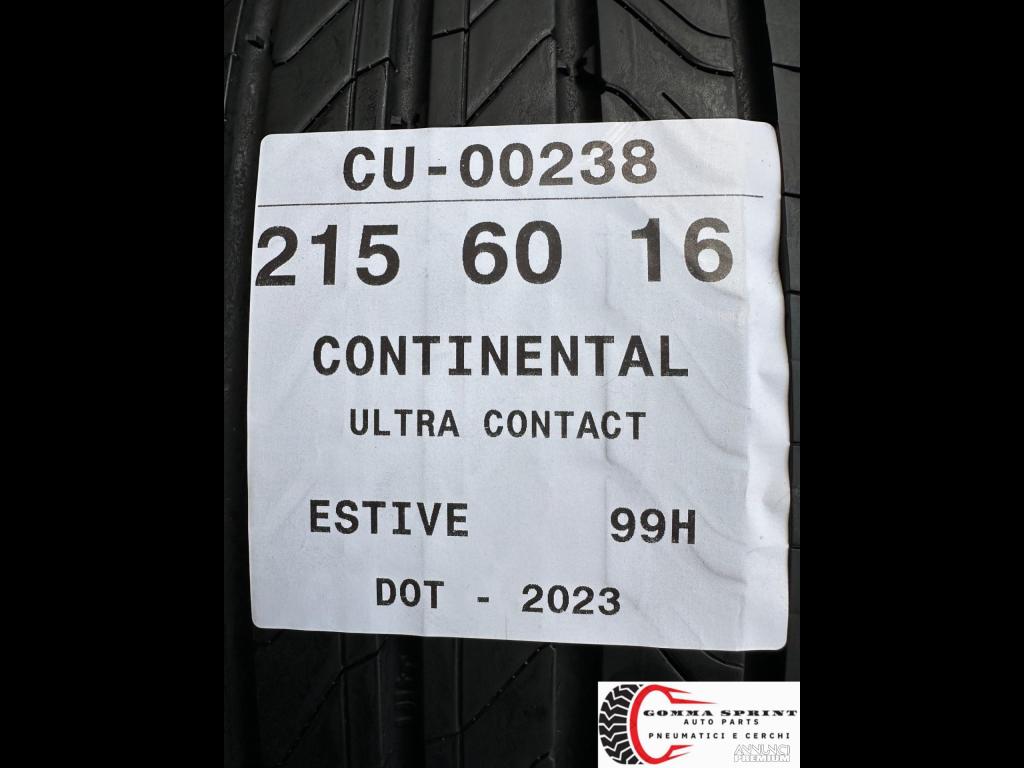 CU-00238
215 60 16
CONTINENTAL
ULTRA CONTACT
ESTIVE 99H
DOT - 2023
GOMMA SPRINT
AUTO PARTS
PNEUMATICI E CERCHI
ANNUNCI
PREMIUM